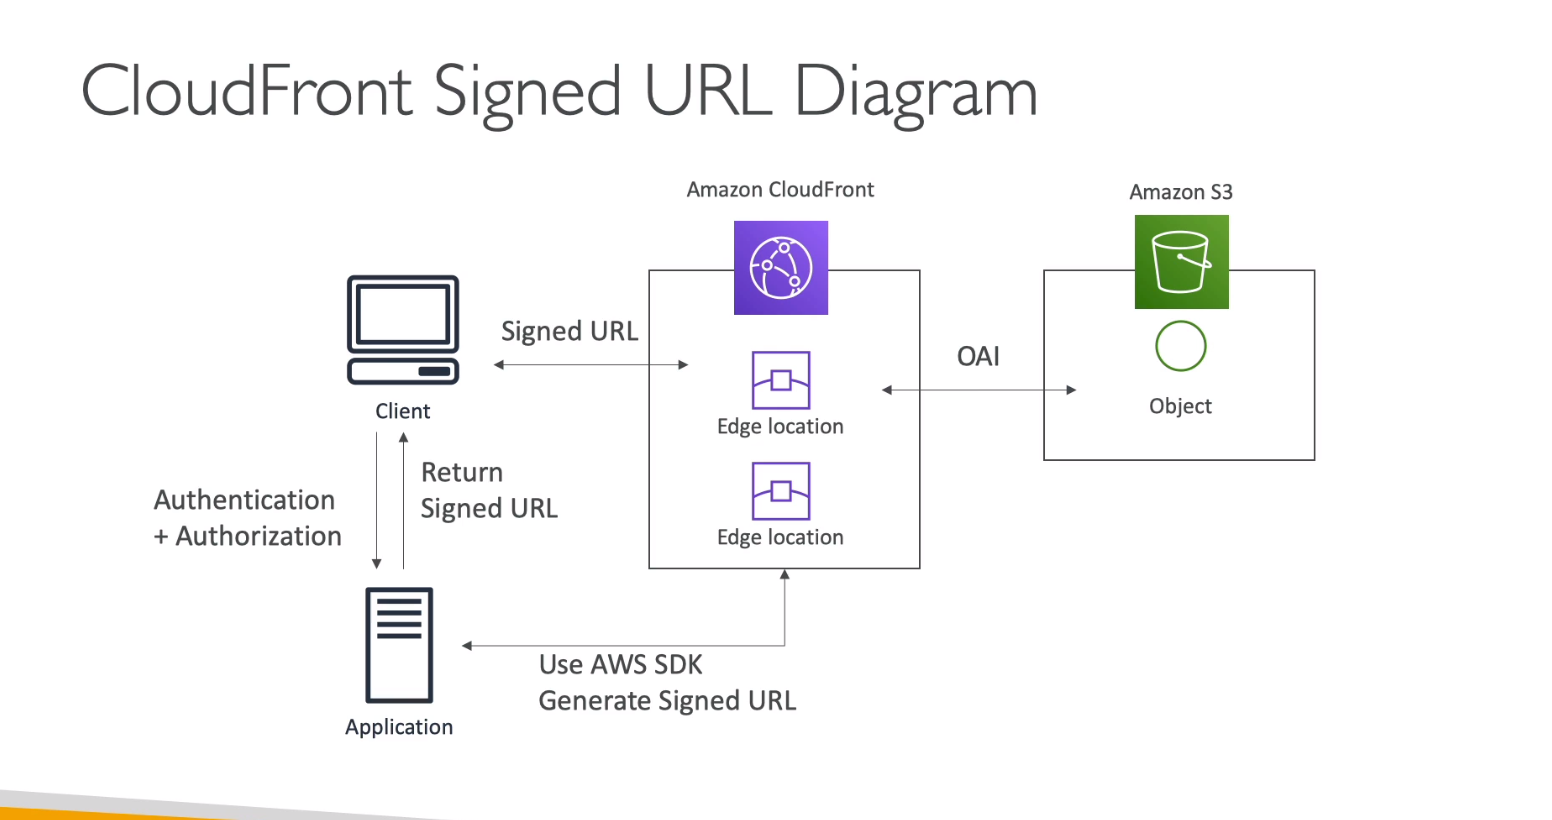 CloudFront Signed URL Diagram
Amazon CloudFront
Amazon S3
Signed URL
OAI
Client
Edge location
Object
Return
Signed URL
Authentication
+ Authorization
Edge location
Use AWS SDK
Generate Signed URL
Application